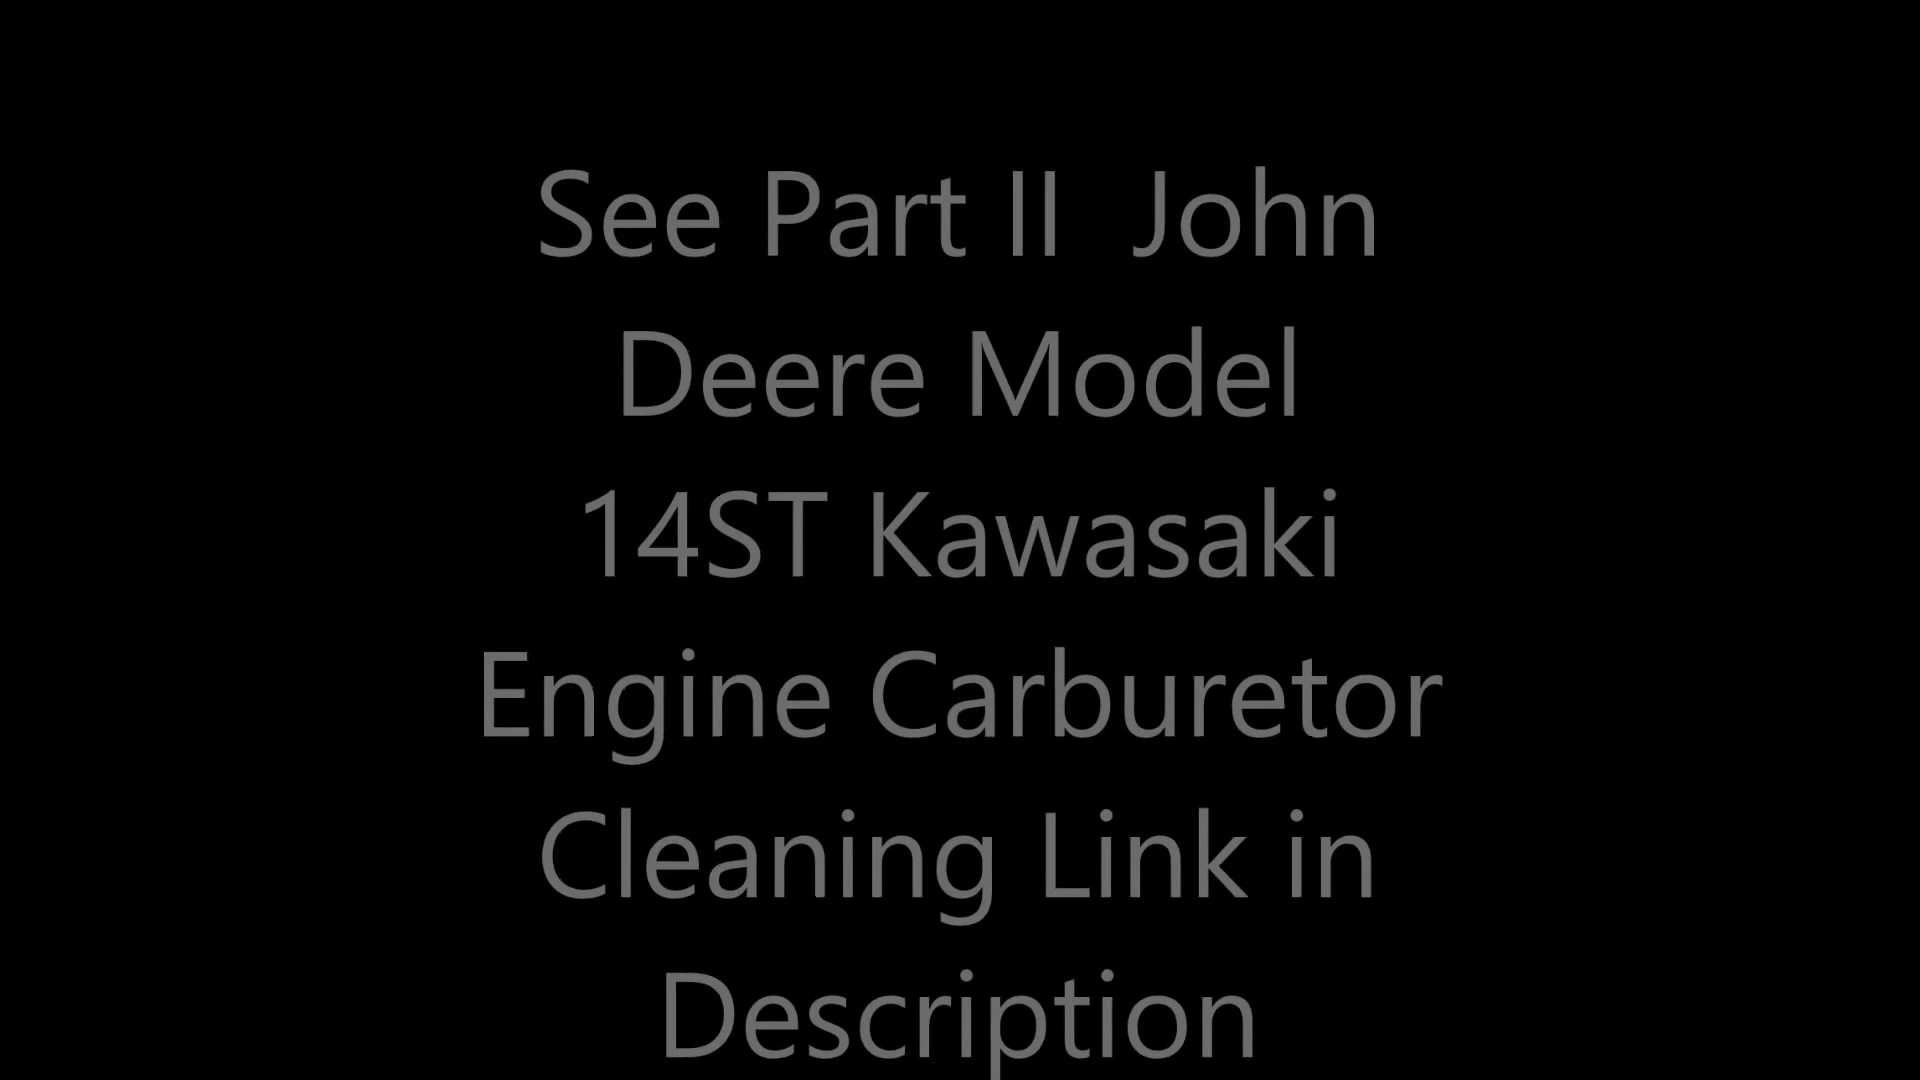 See Part II  John
Deere Model
14ST Kawasaki
Engine Carburetor
Cleaning Link in
Description